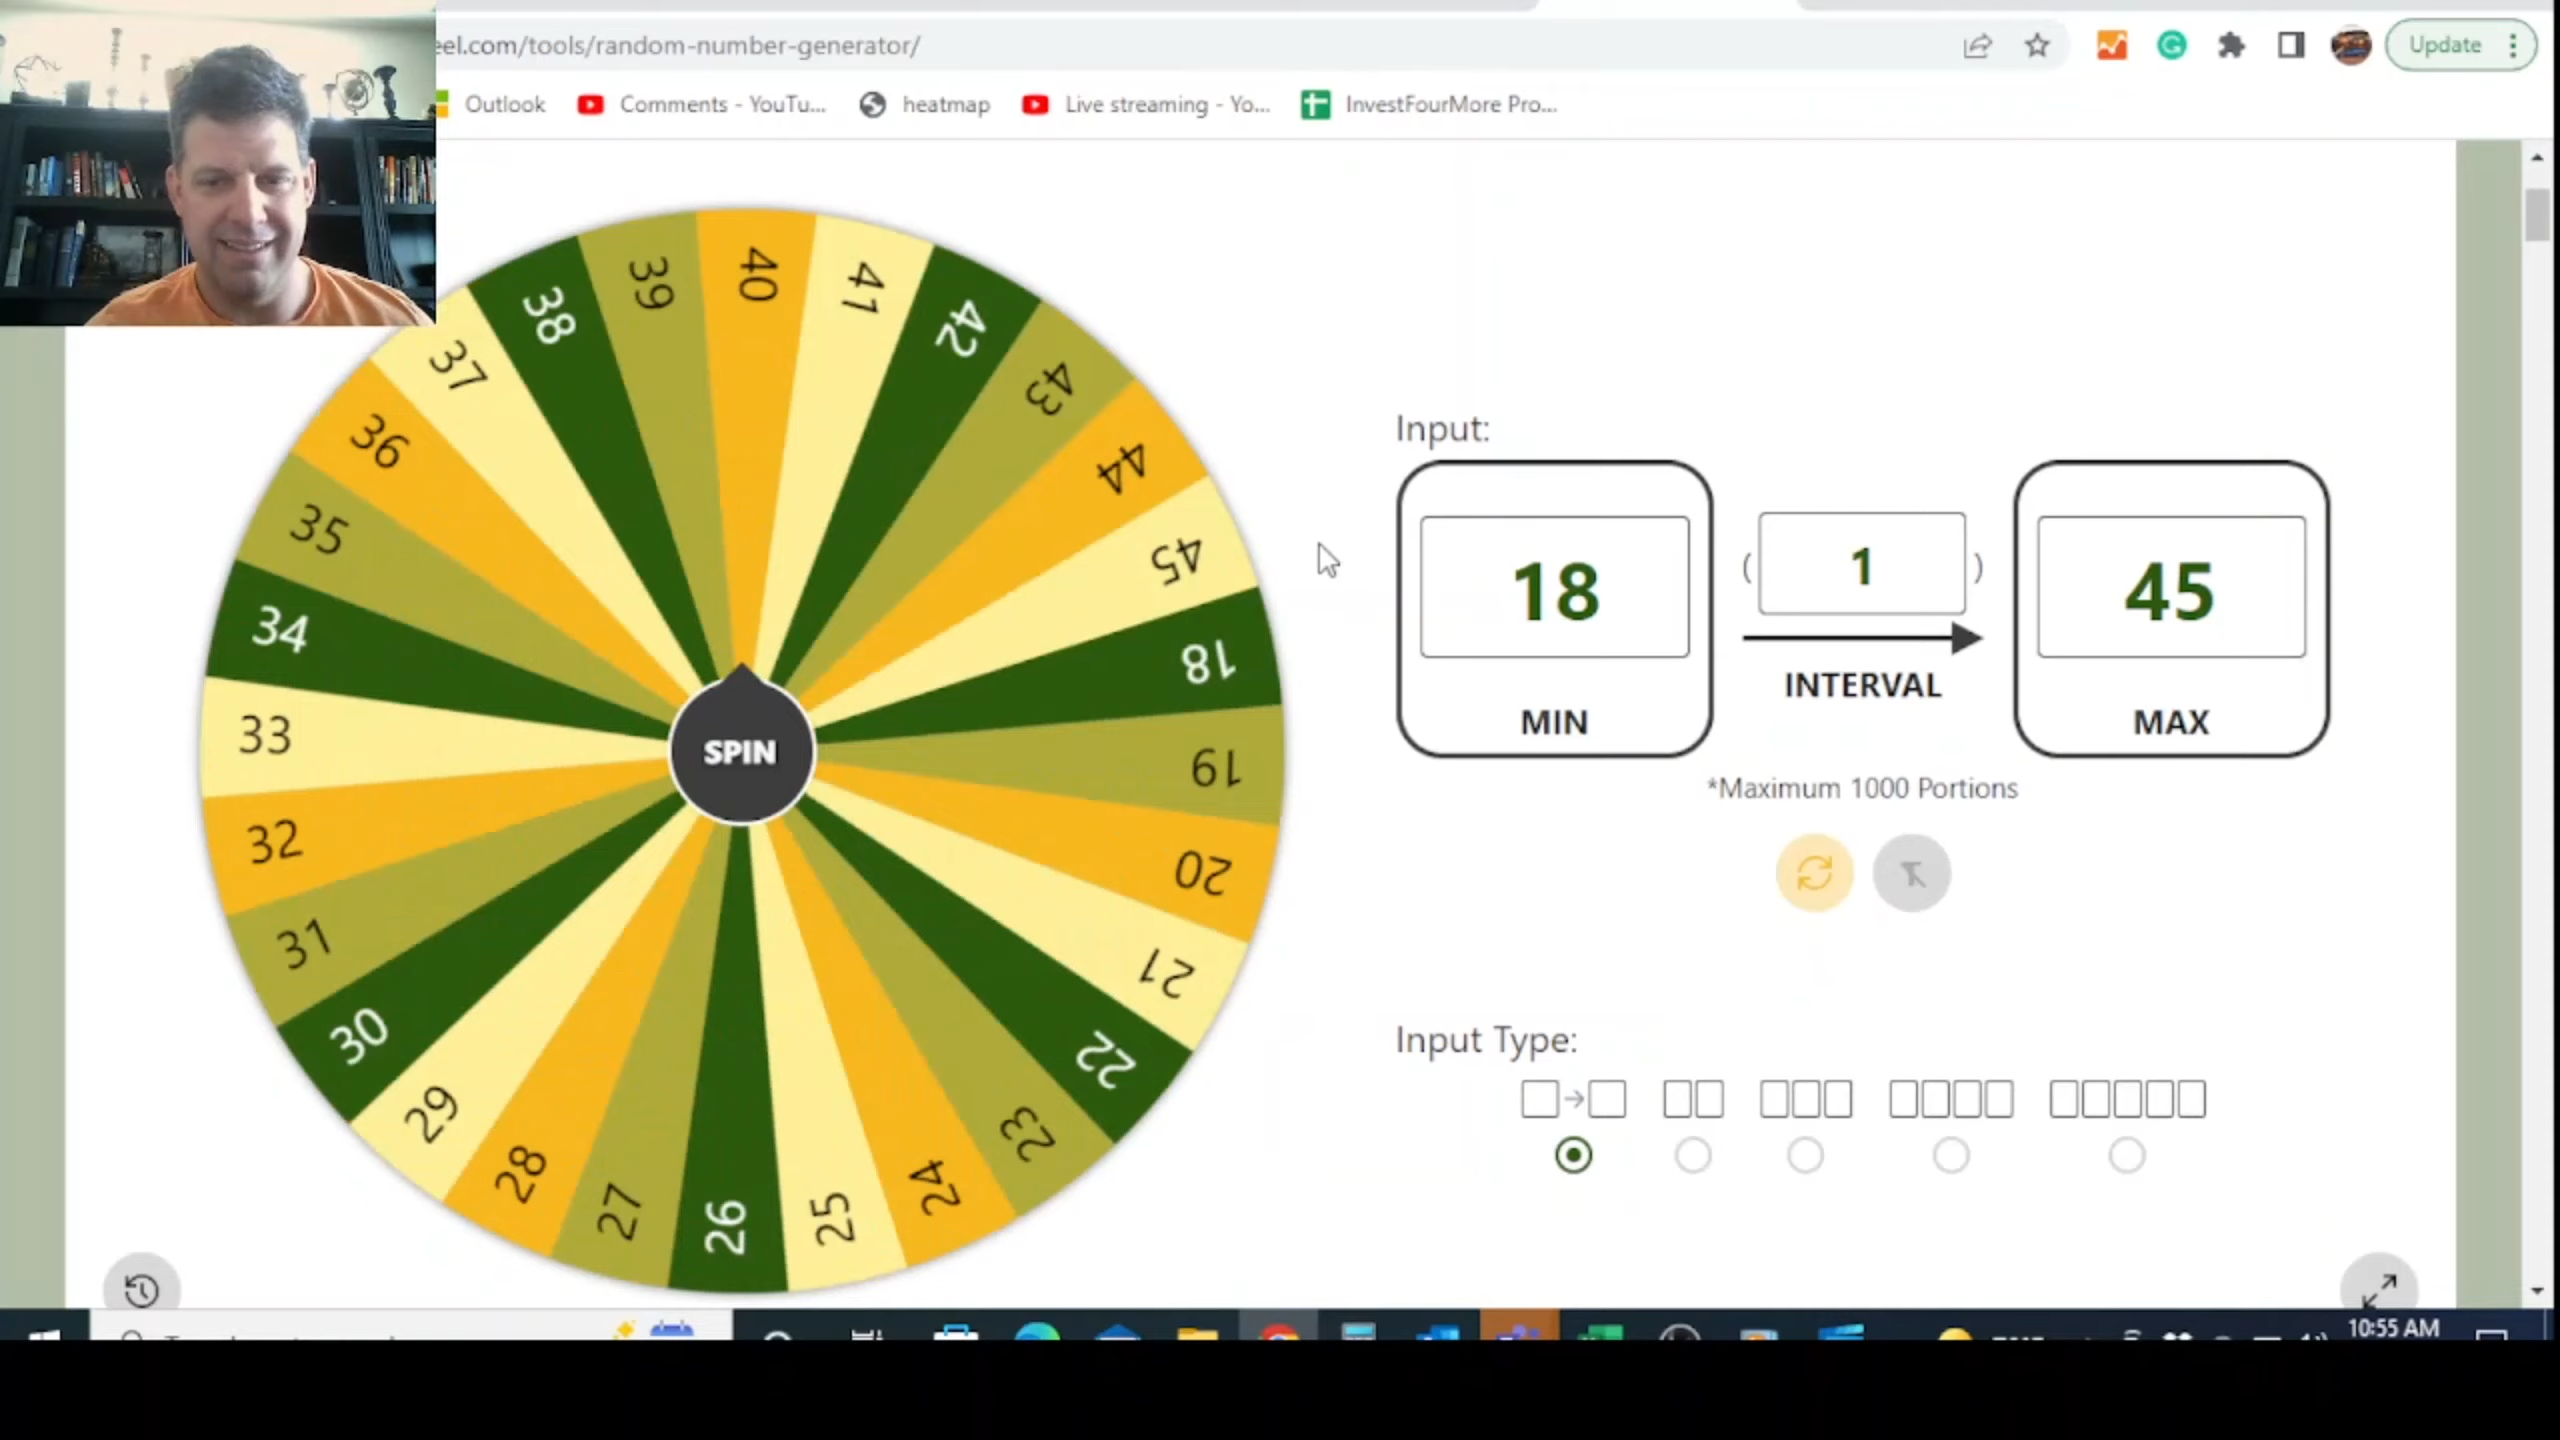 eel.com/tools/random-number-generator/
Update
Outlook
Comments - YouTu...
heatmap
Live streaming - Yo...
InvestFourMore Pro...
40
41
42
43
44
45
18
19
20
21
22
23
24
25
26
27
28
29
30
31
32
33
34
35
36
37
38
39
SPIN
Input:
18
( 1 )
45
MIN
INTERVAL
MAX
*Maximum 1000 Portions
Input Type:
10:55 AM